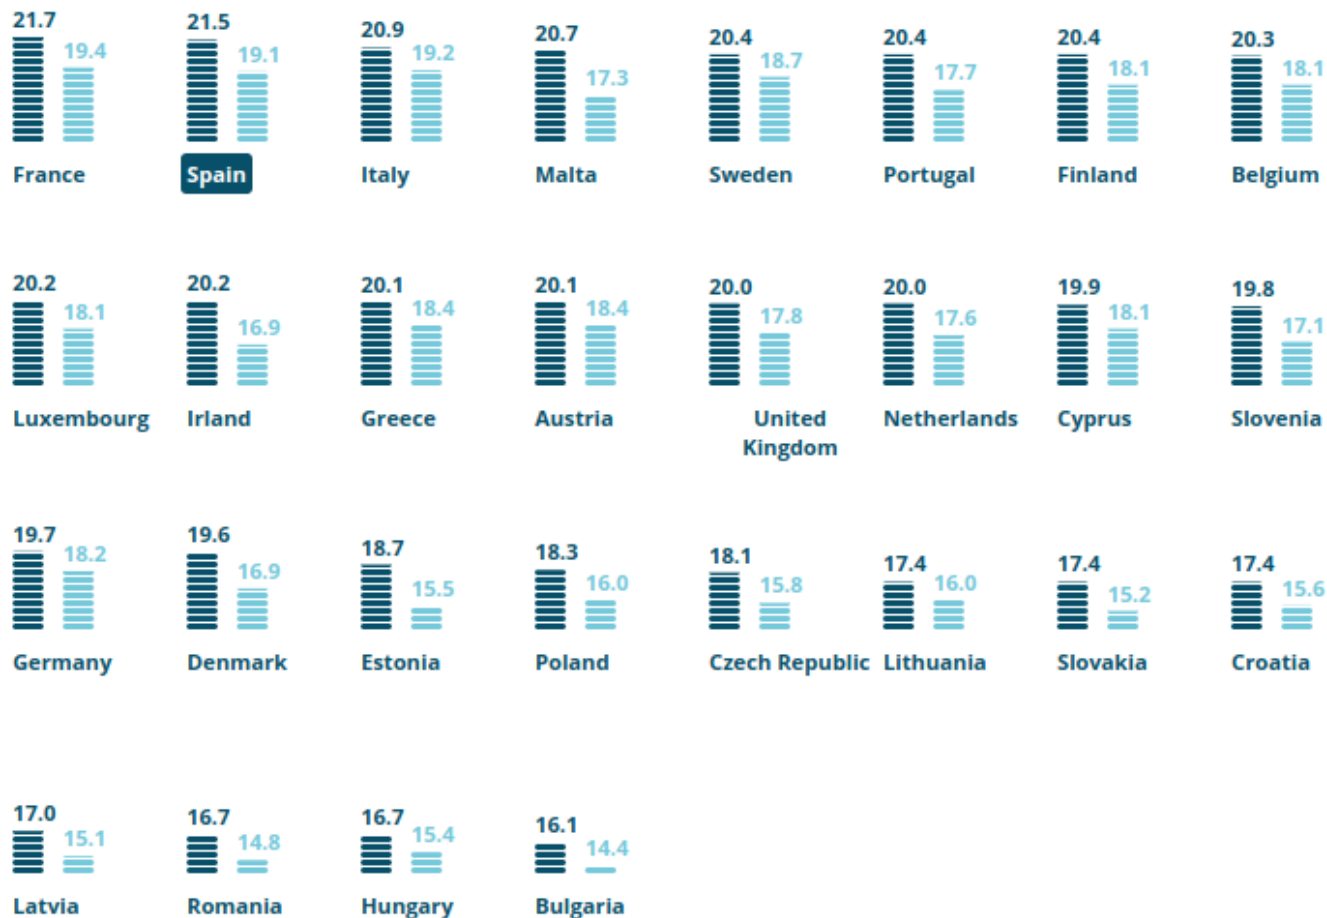 21.7 19.4 21.5 19.1 20.9 19.2 20.7 17.3 20.4 18.7 20.4 17.7 20.4 18.1 20.3 18.1
France Spain Italy Malta Sweden Portugal Finland Belgium
20.2 18.1 20.2 16.9 20.1 18.4 20.1 18.4 20.0 17.8 20.0 17.6 19.9 18.1 19.8 17.1
Luxembourg Irland Greece Austria United Netherlands Cyprus Slovenia
Kingdom
19.7 18.2 19.6 16.9 18.7 15.5 18.3 16.0 18.1 15.8 17.4 16.0 17.4 15.2 17.4 15.6
Germany Denmark Estonia Poland Czech Republic Lithuania Slovakia Croatia
17.0 15.1 16.7 14.8 16.7 15.4 16.1 14.4
Latvia Romania Hungary Bulgaria